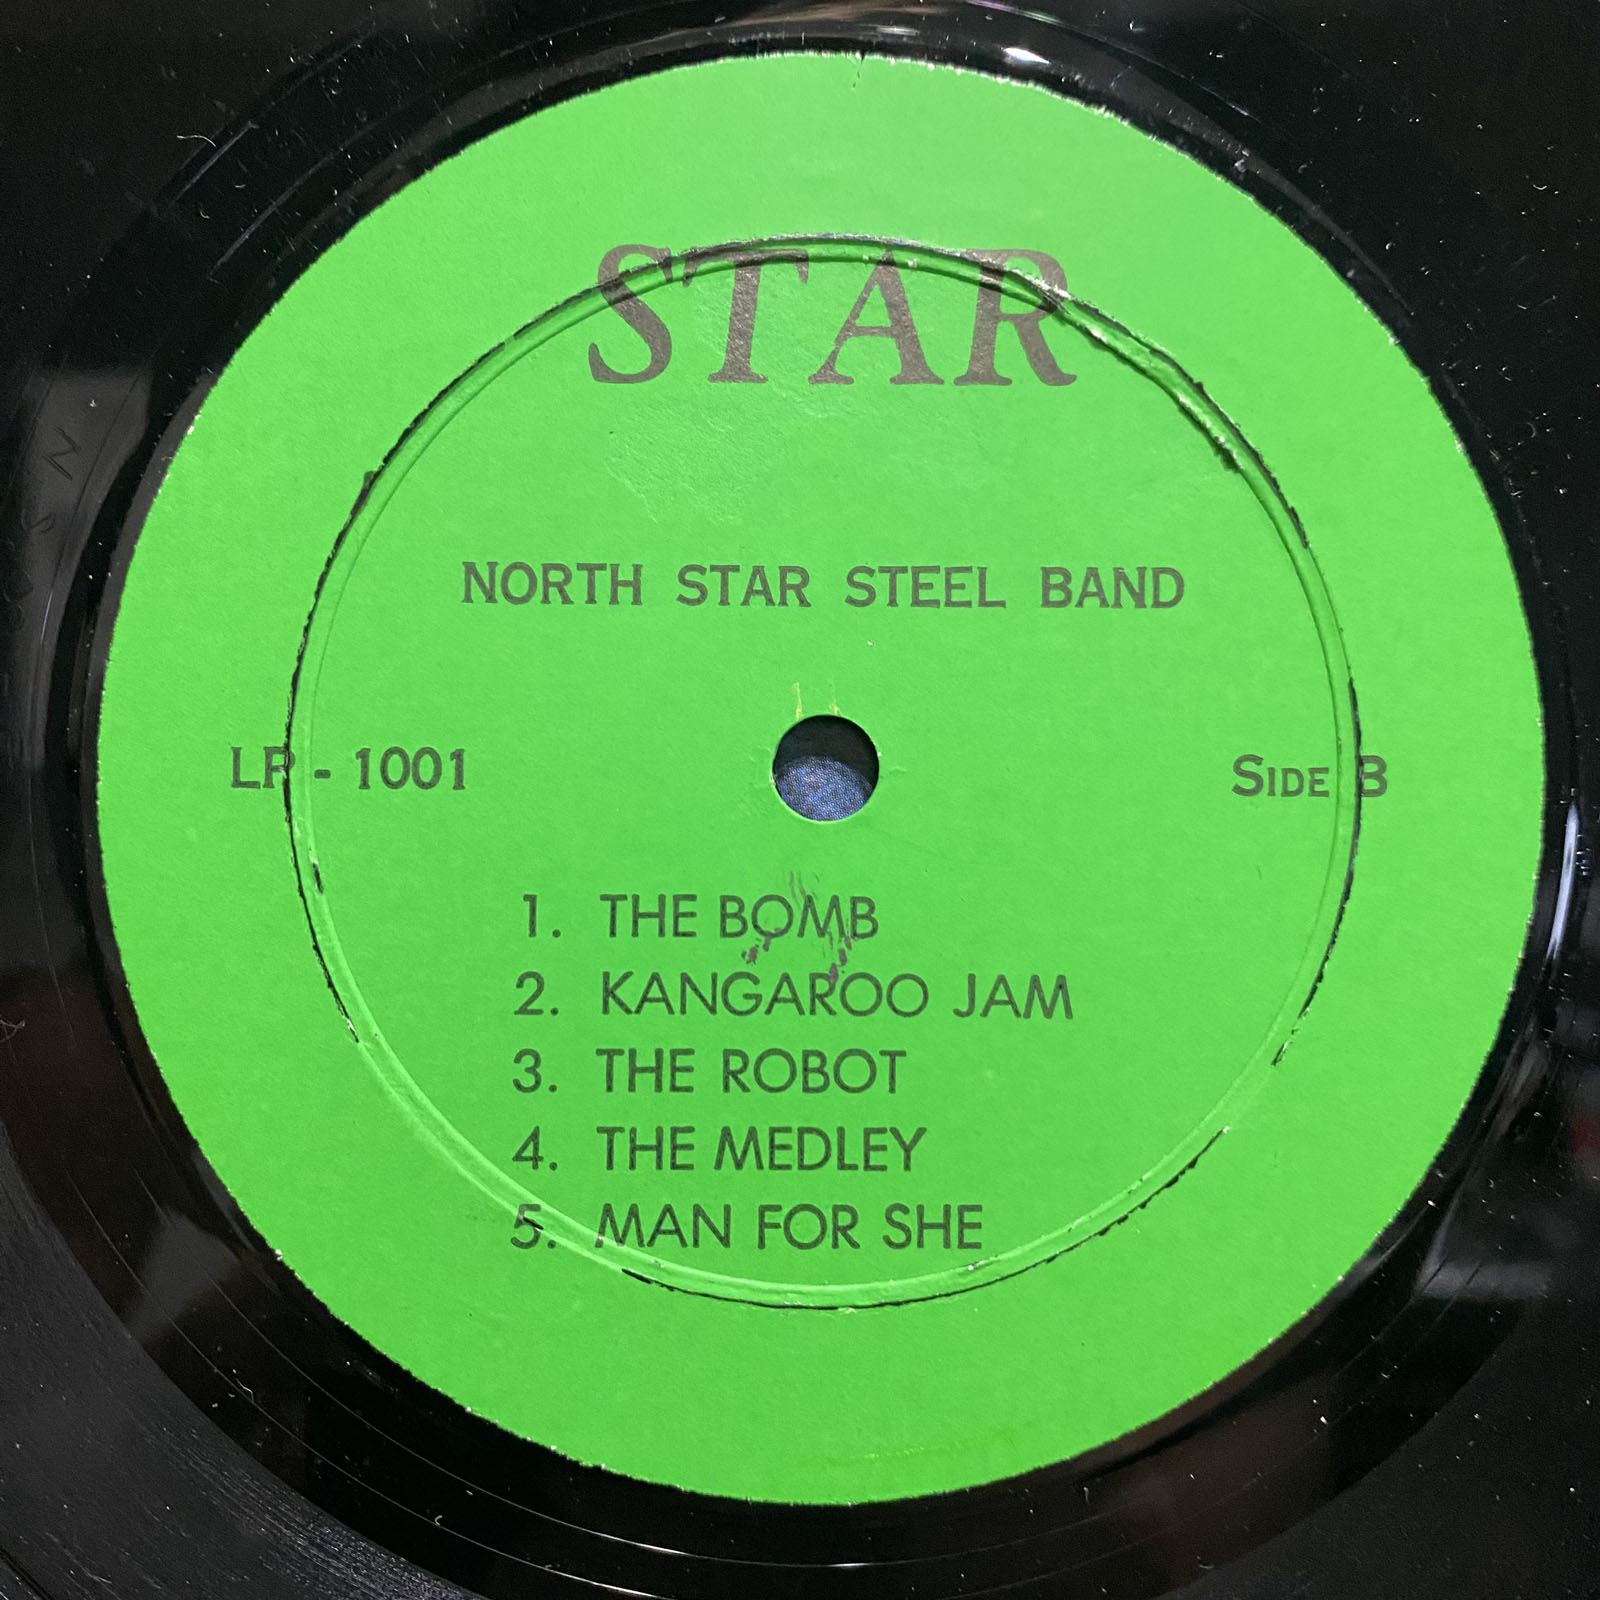 STAR
NORTH STAR STEEL BAND
LP - 1001
SIDE B
1. THE BOMB
2. KANGAROO JAM
3. THE ROBOT
4. THE MEDLEY
5. MAN FOR SHE